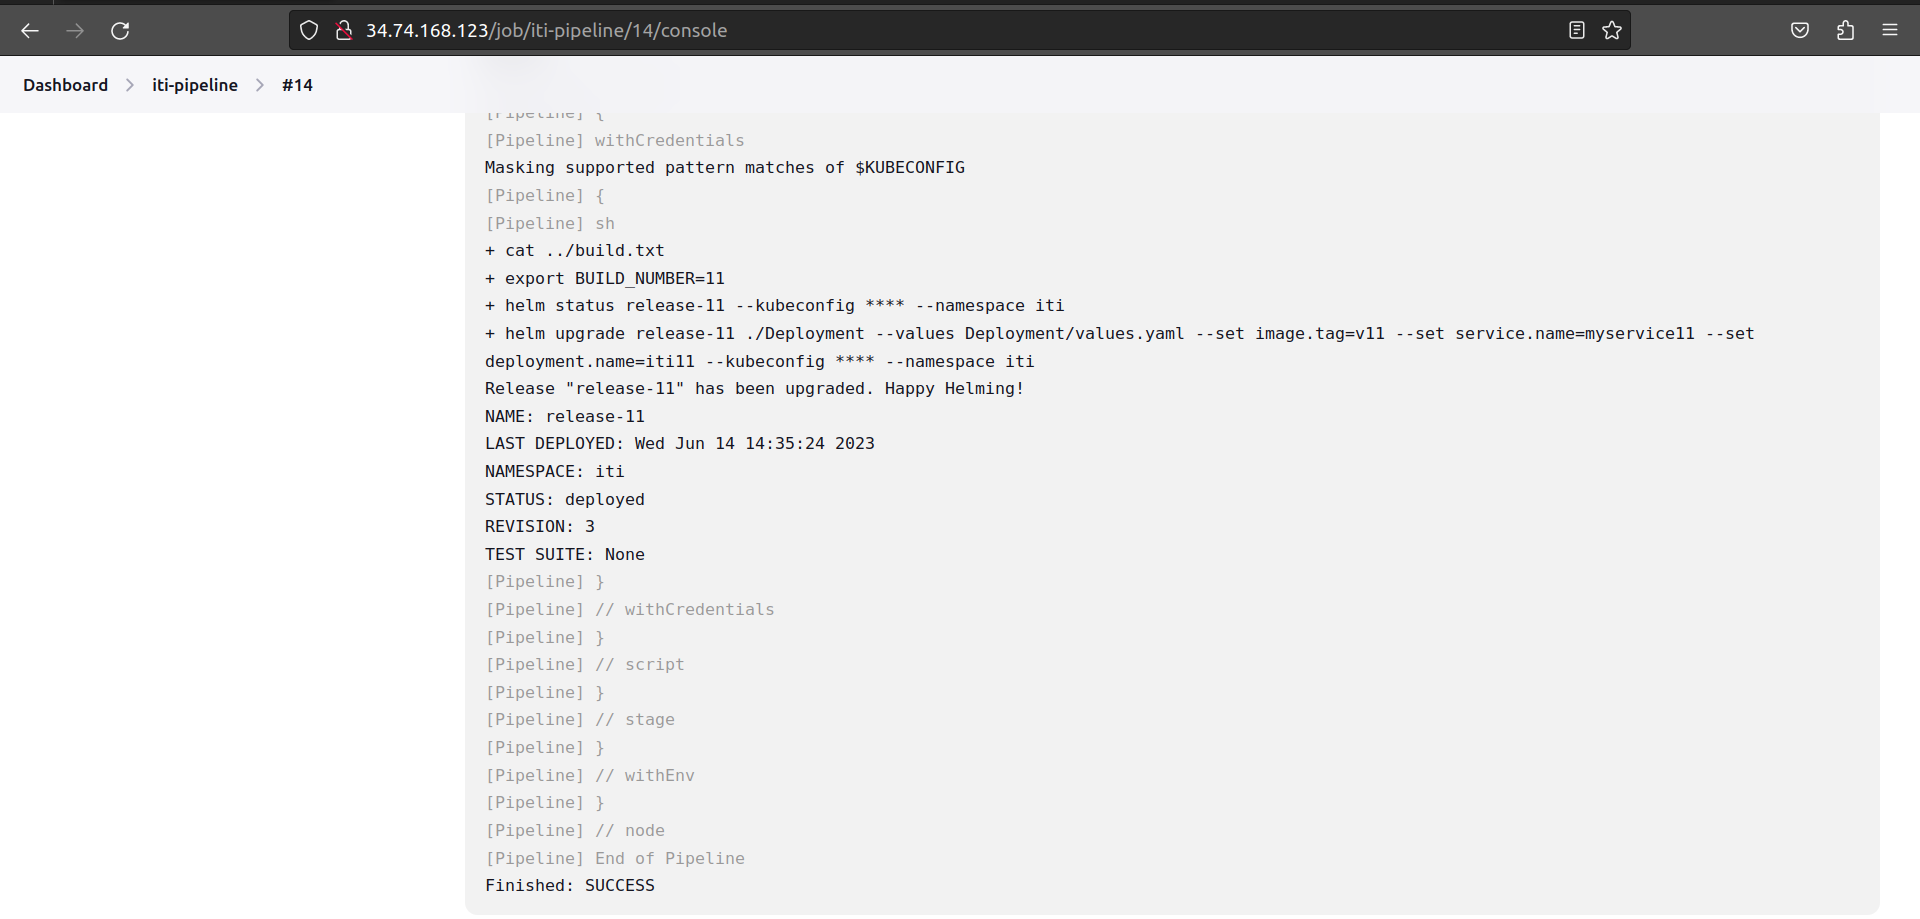 34.74.168.123/job/iti-pipeline/14/console
Dashboard > iti-pipeline > #14
[Pipeline] {
[Pipeline] withCredentials
Masking supported pattern matches of $KUBECONFIG
[Pipeline] {
[Pipeline] sh
+ cat ../build.txt
+ export BUILD_NUMBER=11
+ helm status release-11 --kubeconfig **** --namespace iti
+ helm upgrade release-11 ./Deployment --values Deployment/values.yaml --set image.tag=v11 --set service.name=myservice11 --set
deployment.name=iti11 --kubeconfig **** --namespace iti
Release "release-11" has been upgraded. Happy Helming!
NAME: release-11
LAST DEPLOYED: Wed Jun 14 14:35:24 2023
NAMESPACE: iti
STATUS: deployed
REVISION: 3
TEST SUITE: None
[Pipeline] }
[Pipeline] // withCredentials
[Pipeline] }
[Pipeline] // script
[Pipeline] }
[Pipeline] // stage
[Pipeline] }
[Pipeline] // withEnv
[Pipeline] }
[Pipeline] // node
[Pipeline] End of Pipeline
Finished: SUCCESS